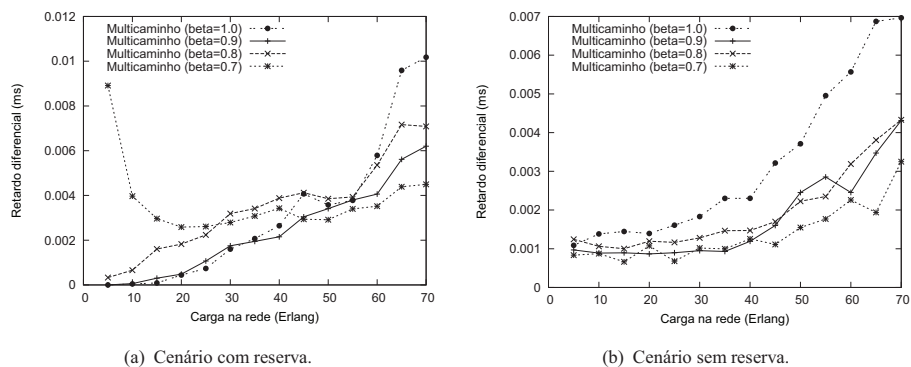 0.012
0.01
0.008
0.006
0.004
0.002
0
Retardo diferencial (ms)
Multicaminho (beta=1.0)
Multicaminho (beta=0.9)
Multicaminho (beta=0.8)
Multicaminho (beta=0.7)
0 10 20 30 40 50 60 70
Carga na rede (Erlang)
(a) Cenário com reserva.
0.007
0.006
0.005
0.004
0.003
0.002
0.001
0
Retardo diferencial (ms)
Multicaminho (beta=1.0)
Multicaminho (beta=0.9)
Multicaminho (beta=0.8)
Multicaminho (beta=0.7)
0 10 20 30 40 50 60 70
Carga na rede (Erlang)
(b) Cenário sem reserva.